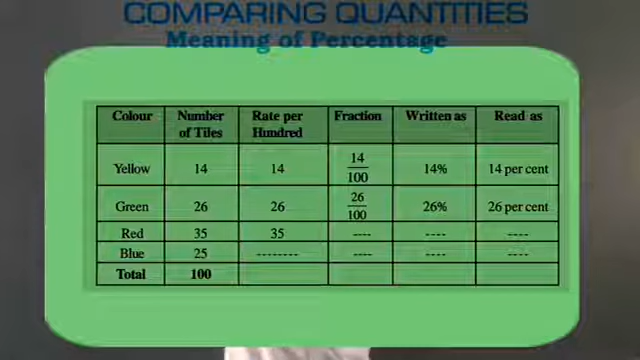 COMPARING QUANTITIES
Meaning of Percentage
Colour Number of Tiles Rate per Hundred Fraction Written as Read as
Yellow 14 14 14/100 14% 14 per cent
Green 26 26 26/100 26% 26 per cent
Red 35 35 ---- ---- ----
Blue 25 -------- ---- ---- ----
Total 100